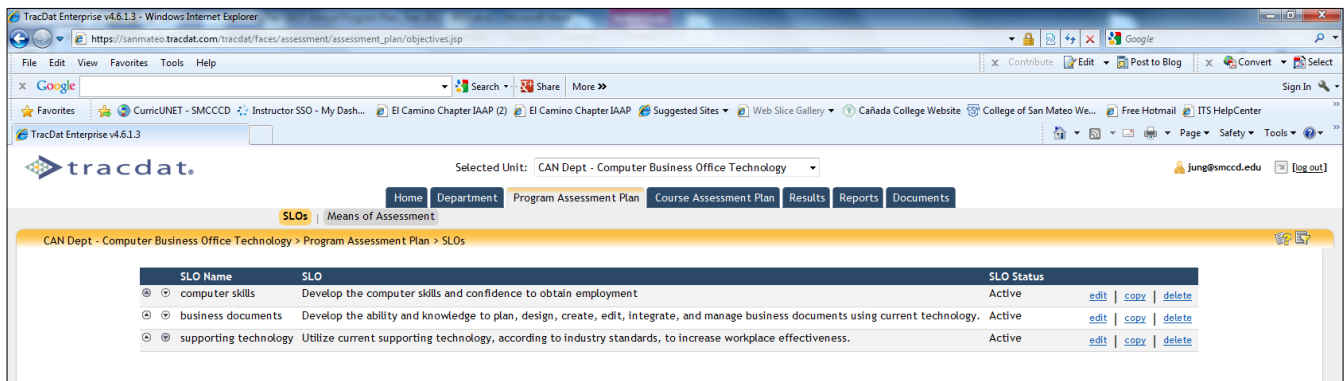 TracDat Enterprise v4.6.1.3 - Windows Internet Explorer
https://sanmateo.tracdat.com/tracdat/faces/assessment/assessment_plan/objectives.jsp Google
File Edit View Favorites Tools Help x Contribute Edit Post to Blog x Convert Select
x Google Search Share More >> Sign In
Favorites CurricUNET - SMCCCD Instructor SSO - My Dash... El Camino Chapter IAAP (2) El Camino Chapter IAAP Suggested Sites Web Slice Gallery Cañada College Website College of San Mateo We... Free Hotmail ITS HelpCenter >>
TracDat Enterprise v4.6.1.3 Page Safety Tools >>
tracdat. Selected Unit: CAN Dept - Computer Business Office Technology jung@smccd.edu [log out]
Home Department Program Assessment Plan Course Assessment Plan Results Reports Documents
SLOs | Means of Assessment
CAN Dept - Computer Business Office Technology > Program Assessment Plan > SLOs
SLO Name SLO SLO Status
computer skills Develop the computer skills and confidence to obtain employment Active edit | copy | delete
business documents Develop the ability and knowledge to plan, design, create, edit, integrate, and manage business documents using current technology. Active edit | copy | delete
supporting technology Utilize current supporting technology, according to industry standards, to increase workplace effectiveness. Active edit | copy | delete